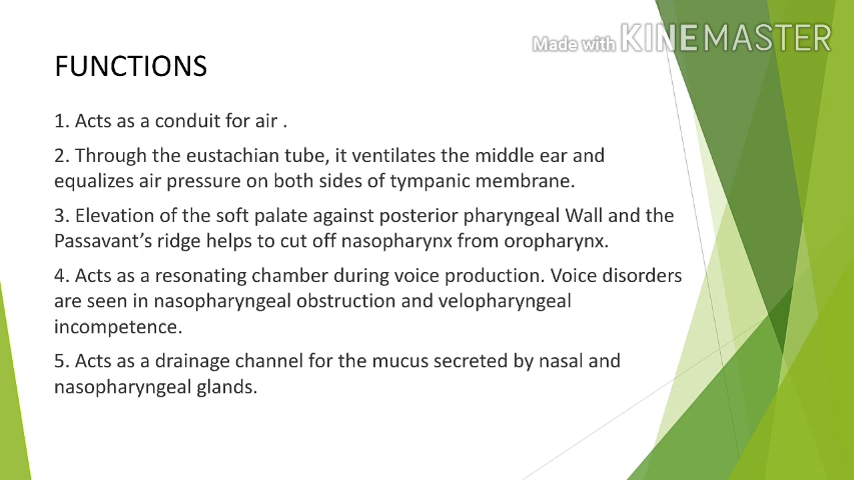 Made with KINEMASTER
FUNCTIONS
1. Acts as a conduit for air .
2. Through the eustachian tube, it ventilates the middle ear and
equalizes air pressure on both sides of tympanic membrane.
3. Elevation of the soft palate against posterior pharyngeal Wall and the
Passavant’s ridge helps to cut off nasopharynx from oropharynx.
4. Acts as a resonating chamber during voice production. Voice disorders
are seen in nasopharyngeal obstruction and velopharyngeal
incompetence.
5. Acts as a drainage channel for the mucus secreted by nasal and
nasopharyngeal glands.